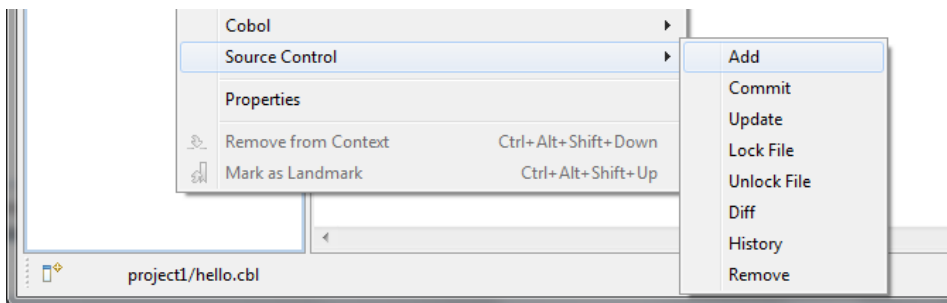 Cobol
Source Control
Properties
Remove from Context Ctrl+Alt+Shift+Down
Mark as Landmark Ctrl+Alt+Shift+Up
Add
Commit
Update
Lock File
Unlock File
Diff
History
Remove
project1/hello.cbl